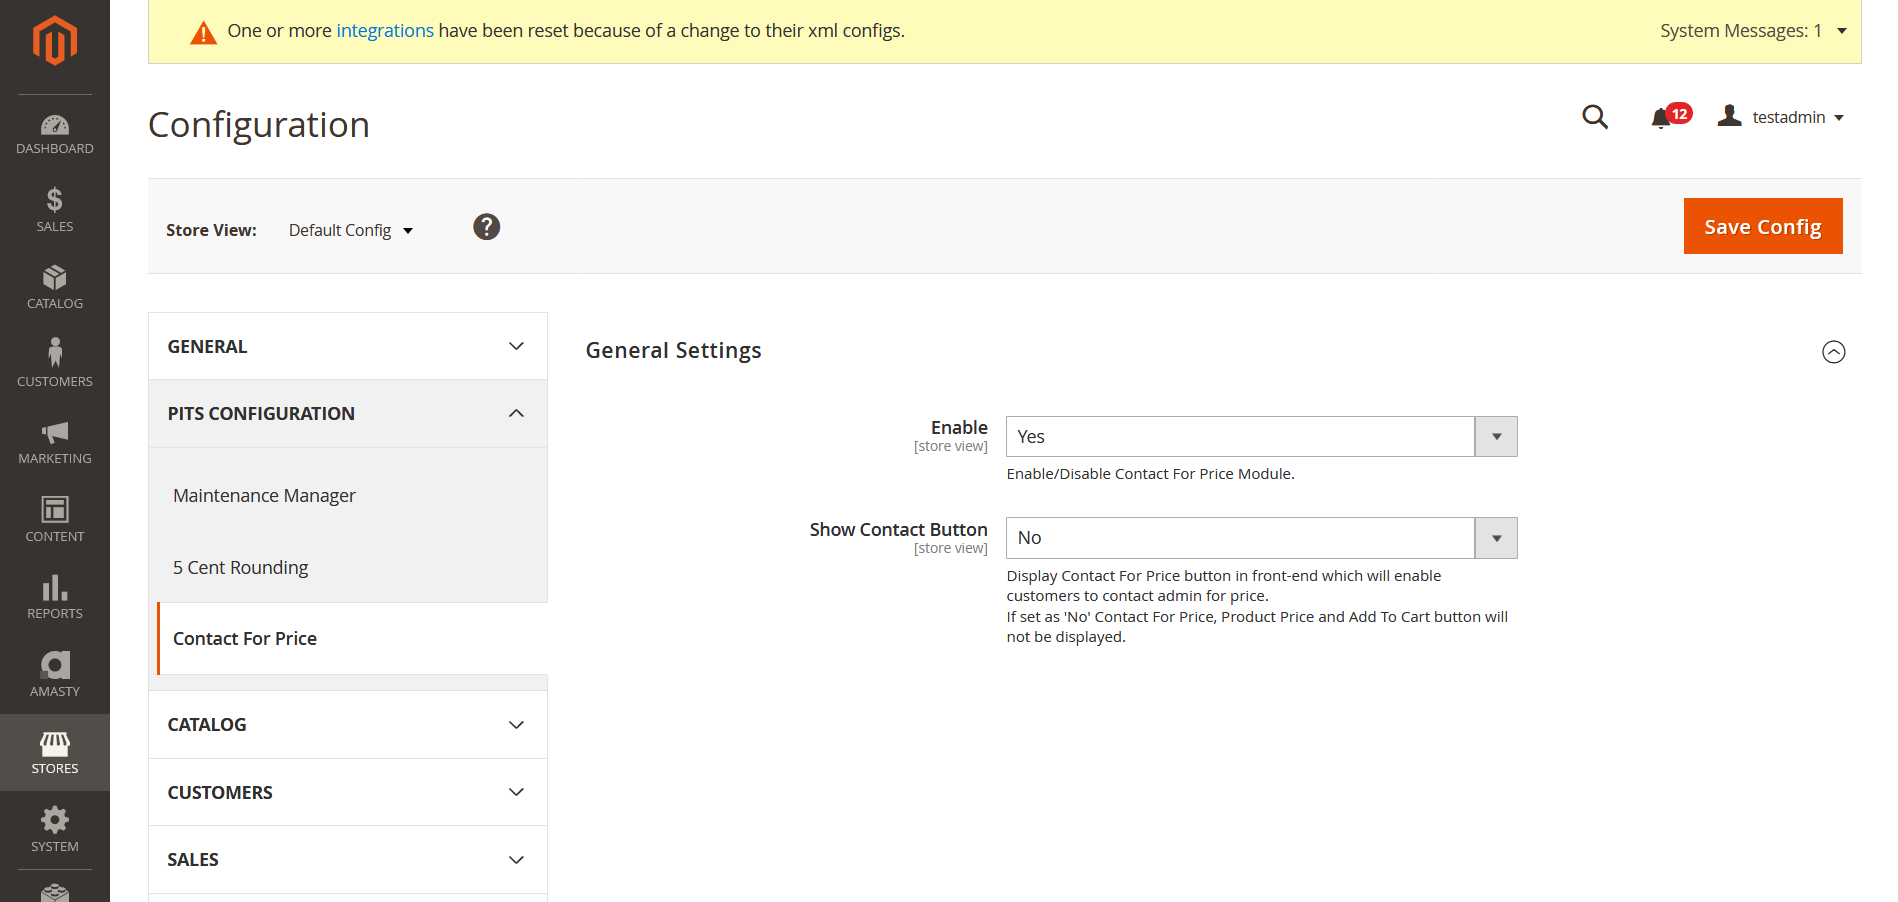 One or more integrations have been reset because of a change to their xml configs.
System Messages: 1
Configuration
12
testadmin
Store View:
Default Config
?
Save Config
DASHBOARD
SALES
CATALOG
CUSTOMERS
MARKETING
CONTENT
REPORTS
AMASTY
STORES
SYSTEM
GENERAL
PITS CONFIGURATION
Maintenance Manager
5 Cent Rounding
Contact For Price
CATALOG
CUSTOMERS
SALES
General Settings
Enable
[store view]
Yes
Enable/Disable Contact For Price Module.
Show Contact Button
[store view]
No
Display Contact For Price button in front-end which will enable
customers to contact admin for price.
If set as 'No' Contact For Price, Product Price and Add To Cart button will
not be displayed.